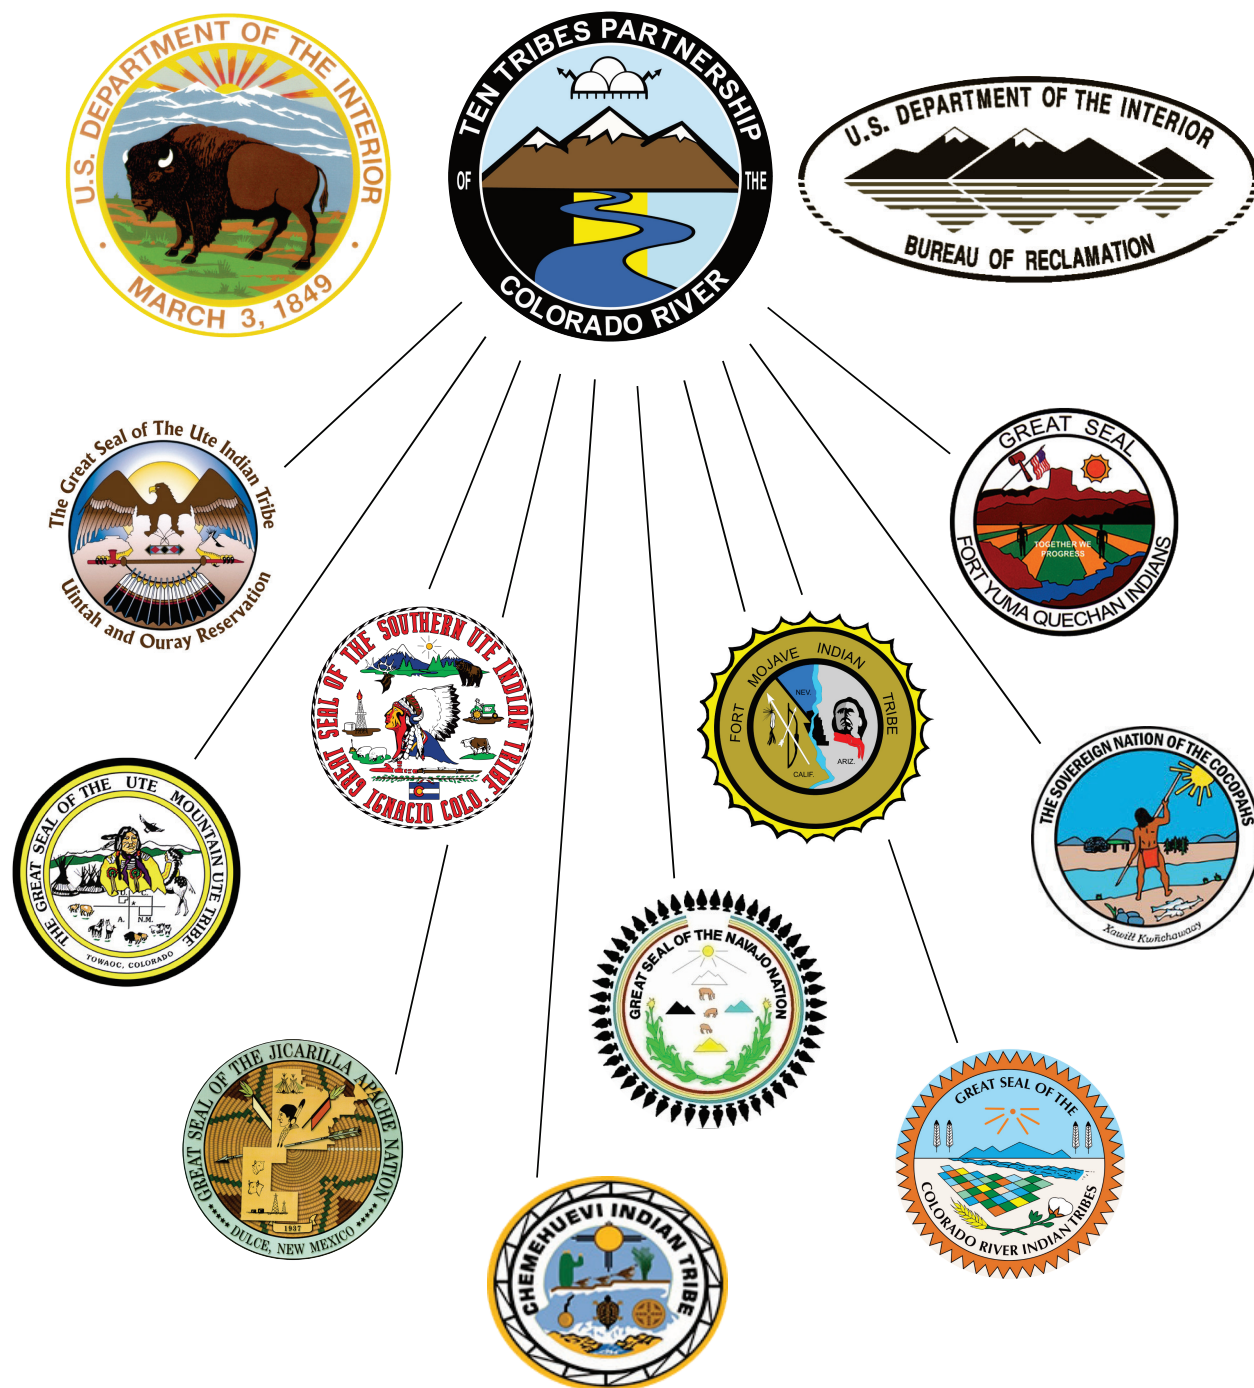 U.S. DEPARTMENT OF THE INTERIOR
MARCH 3, 1849
TEN TRIBES PARTNERSHIP
OF THE
COLORADO RIVER
U.S. DEPARTMENT OF THE INTERIOR
BUREAU OF RECLAMATION
The Great Seal of The Ute Indian Tribe
Uintah and Ouray Reservation
GREAT SEAL
TOGETHER WE
PROGRESS
FORT YUMA QUECHAN INDIANS
GREAT SEAL OF THE SOUTHERN UTE INDIAN TRIBE
IGNACIO COLO.
FORT MOJAVE INDIAN TRIBE
NEV.
ARIZ.
CALIF.
THE GREAT SEAL OF THE UTE MOUNTAIN UTE TRIBE
U. C.
A. N.M.
TOWAOC, COLORADO
THE SOVEREIGN NATION OF THE COCOPAHS
Xawitt Kwñchawaay
GREAT SEAL OF THE NAVAJO NATION
GREAT SEAL OF THE JICARILLA APACHE NATION
1937
DULCE, NEW MEXICO
GREAT SEAL OF THE
COLORADO RIVER INDIAN TRIBES
CHEMEHUEVI INDIAN TRIBE